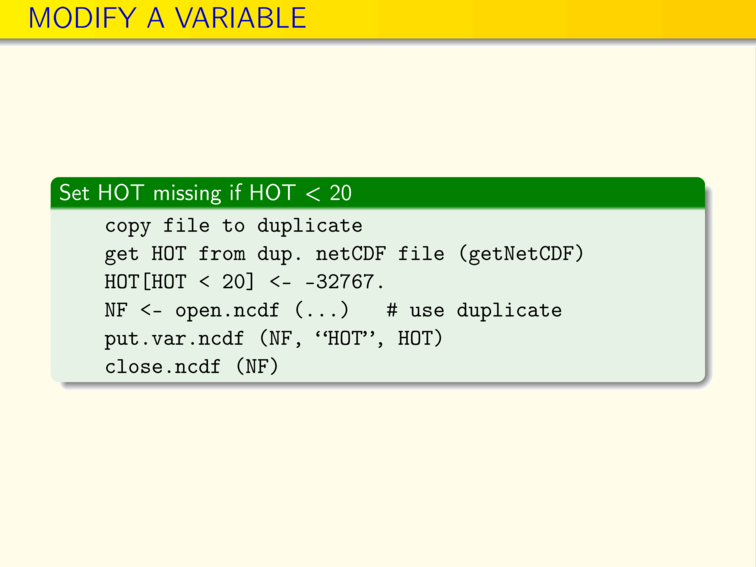 MODIFY A VARIABLE
Set HOT missing if HOT < 20
copy file to duplicate
get HOT from dup. netCDF file (getNetCDF)
HOT[HOT < 20] <- -32767.
NF <- open.ncdf (...) # use duplicate
put.var.ncdf (NF, “HOT”, HOT)
close.ncdf (NF)